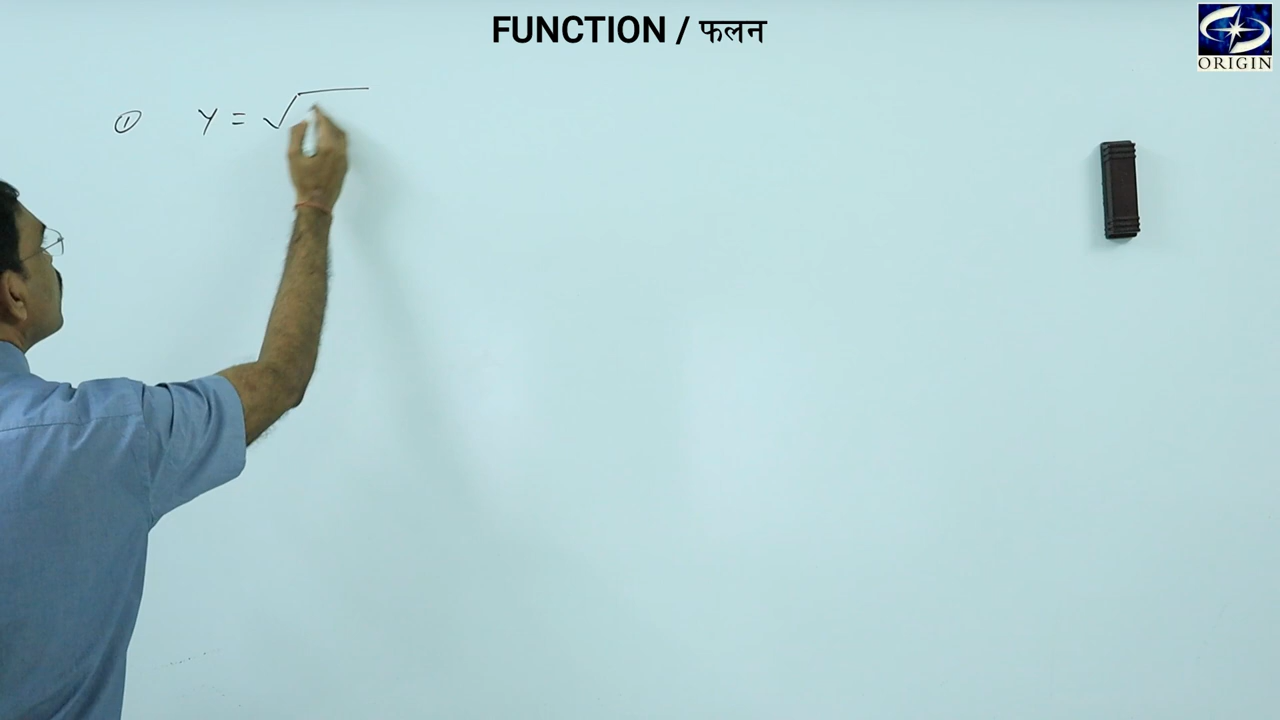 FUNCTION / फलन
ORIGIN
① y = √